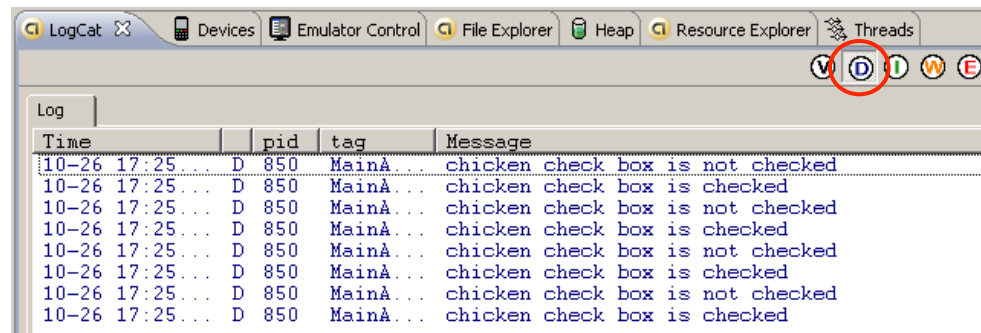 LogCat Devices Emulator Control File Explorer Heap Resource Explorer Threads
V D I W E
Log
Time pid tag Message
10-26 17:25... D 850 MainA... chicken check box is not checked
10-26 17:25... D 850 MainA... chicken check box is checked
10-26 17:25... D 850 MainA... chicken check box is not checked
10-26 17:25... D 850 MainA... chicken check box is checked
10-26 17:25... D 850 MainA... chicken check box is not checked
10-26 17:25... D 850 MainA... chicken check box is checked
10-26 17:25... D 850 MainA... chicken check box is not checked
10-26 17:25... D 850 MainA... chicken check box is checked